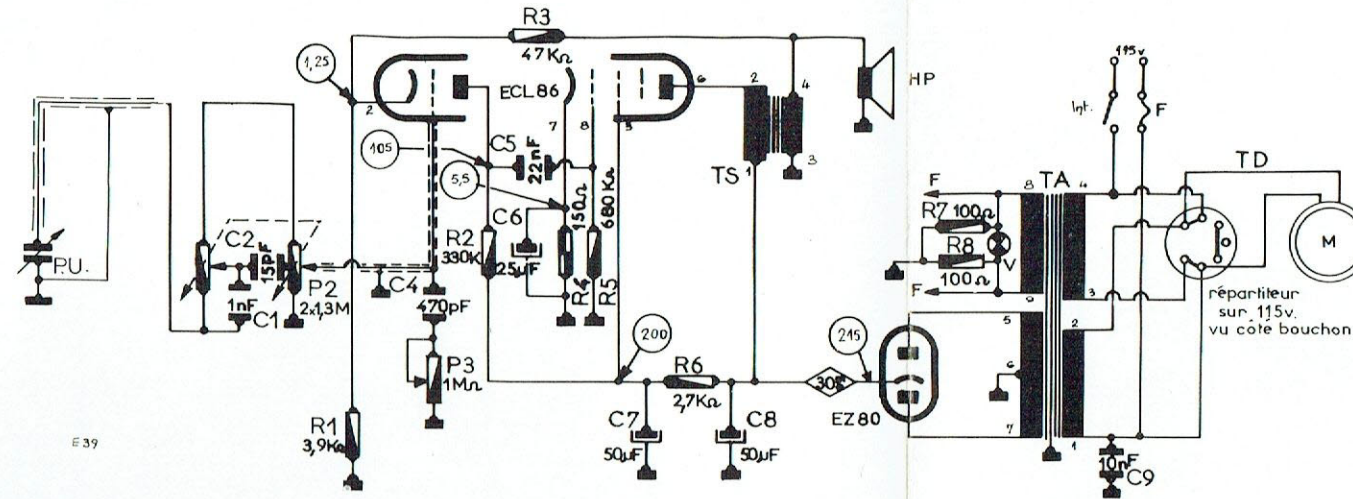 R3
47KΩ
1,25
2
ECL 86
6
2
4
HP
115v
Int.
F
7
8
3
C5
22nF
105
5,5
TS
1
3
TD
F
8
TA
4
R7 100Ω
C6
150Ω
680KΩ
R8
V
M
P.U.
C2
15PF
R2
330K
25µF
R4
R5
100Ω
C4
P2
2x1,3M
1nF
C1
470pF
F
9
3
2
5
répartiteur
sur 115v.
vu côté bouchon
200
215
P3
1MΩ
R6
2,7KΩ
6
EZ80
7
1
R1
3,9KΩ
C7
50µF
C8
50µF
10nF
C9
E39